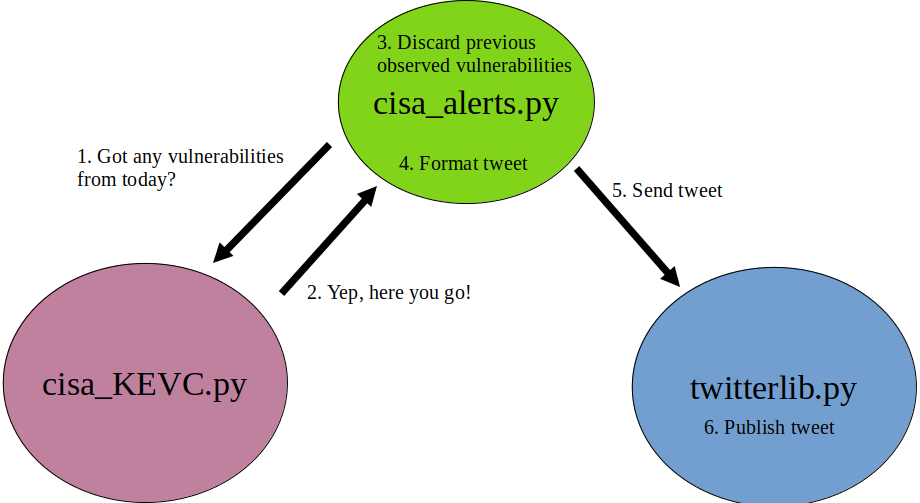 3. Discard previous
observed vulnerabilities
cisa_alerts.py
4. Format tweet
1. Got any vulnerabilities
from today?
5. Send tweet
2. Yep, here you go!
cisa_KEVC.py
twitterlib.py
6. Publish tweet